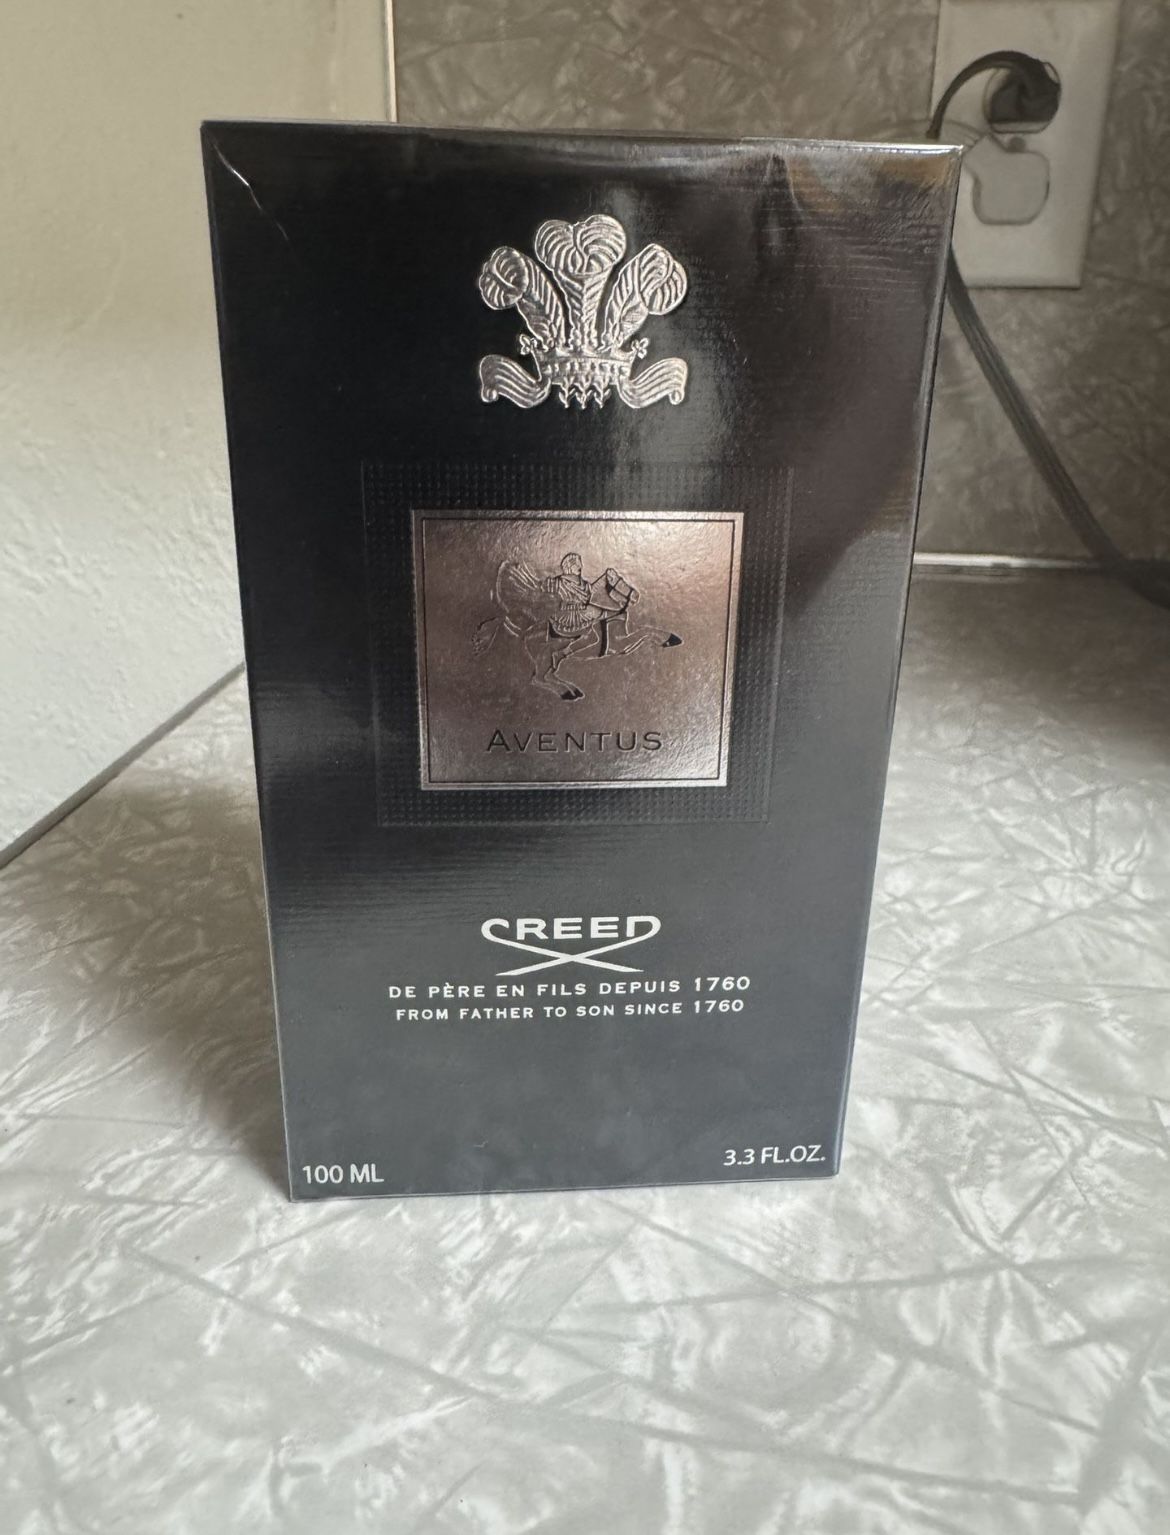 AVENTUS
CREED
DE PÈRE EN FILS DEPUIS 1760
FROM FATHER TO SON SINCE 1760
100 ML
3.3 FL.OZ.